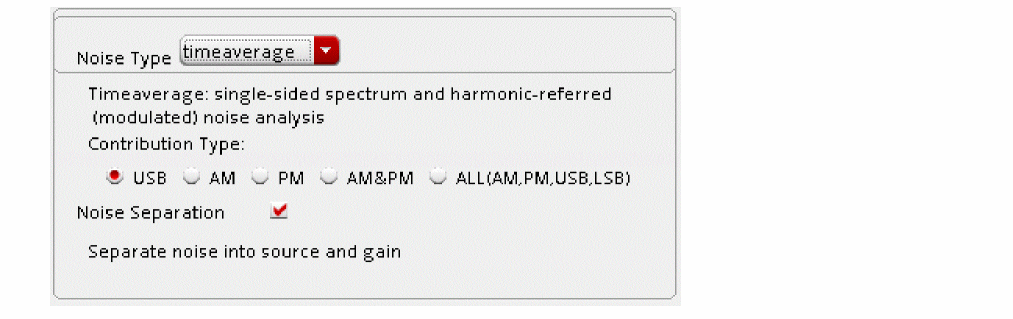 Noise Type timeaverage
Timeaverage: single-sided spectrum and harmonic-referred
(modulated) noise analysis
Contribution Type:
USB AM PM AM&PM ALL(AM,PM,USB,LSB)
Noise Separation
Separate noise into source and gain